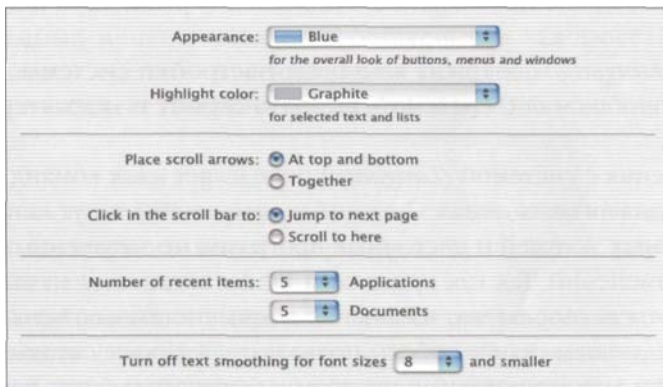 Appearance: Blue
for the overall look of buttons, menus and windows
Highlight color: Graphite
for selected text and lists
Place scroll arrows: At top and bottom
Together
Click in the scroll bar to: Jump to next page
Scroll to here
Number of recent items: 5 Applications
5 Documents
Turn off text smoothing for font sizes 8 and smaller